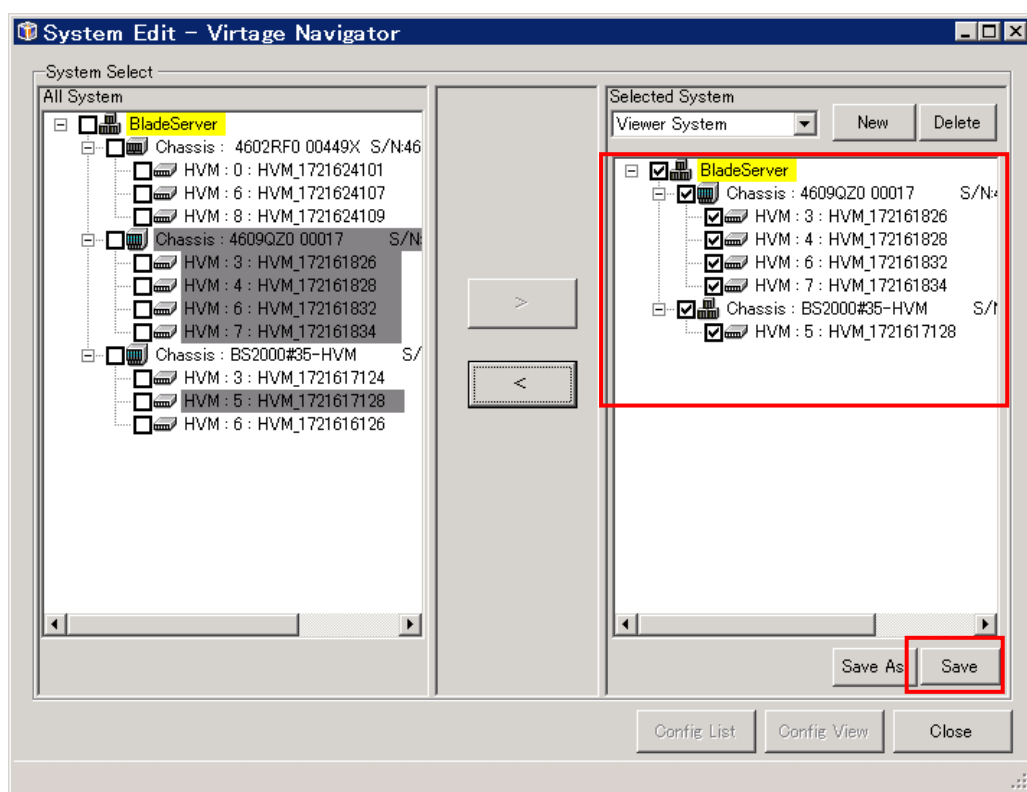 System Edit - Virtage Navigator
System Select
All System
BladeServer
Chassis : 4602RF0 00449X S/N:46
HVM : 0 : HVM_1721624101
HVM : 6 : HVM_1721624107
HVM : 8 : HVM_1721624109
Chassis : 4609QZ0 00017 S/N:
HVM : 3 : HVM_172161826
HVM : 4 : HVM_172161828
HVM : 6 : HVM_172161832
HVM : 7 : HVM_172161834
Chassis : BS2000#35-HVM S/
HVM : 3 : HVM_1721617124
HVM : 5 : HVM_1721617128
HVM : 6 : HVM_1721616126
>
<
Selected System
Viewer System
New
Delete
BladeServer
Chassis : 4609QZ0 00017 S/N:4
HVM : 3 : HVM_172161826
HVM : 4 : HVM_172161828
HVM : 6 : HVM_172161832
HVM : 7 : HVM_172161834
Chassis : BS2000#35-HVM S/N
HVM : 5 : HVM_1721617128
Save As
Save
Config List
Config View
Close